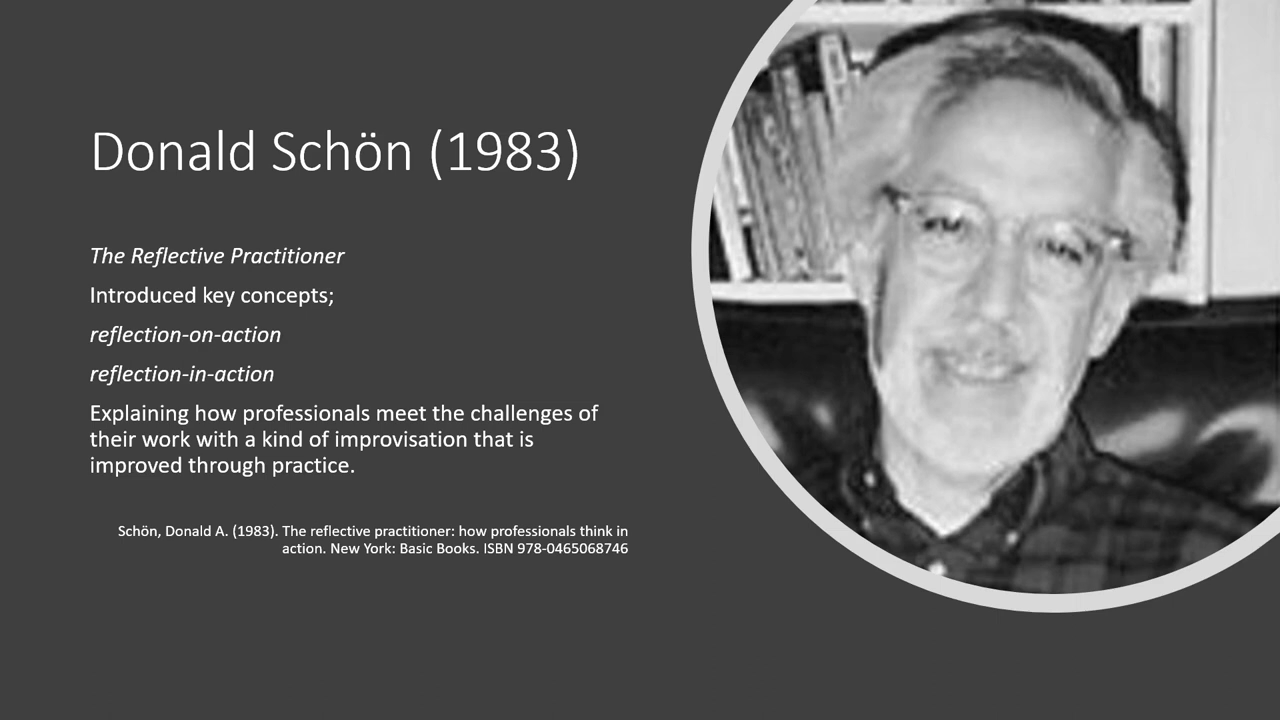 Donald Schön (1983)
The Reflective Practitioner
Introduced key concepts;
reflection-on-action
reflection-in-action
Explaining how professionals meet the challenges of
their work with a kind of improvisation that is
improved through practice.
Schön, Donald A. (1983). The reflective practitioner: how professionals think in
action. New York: Basic Books. ISBN 978-0465068746